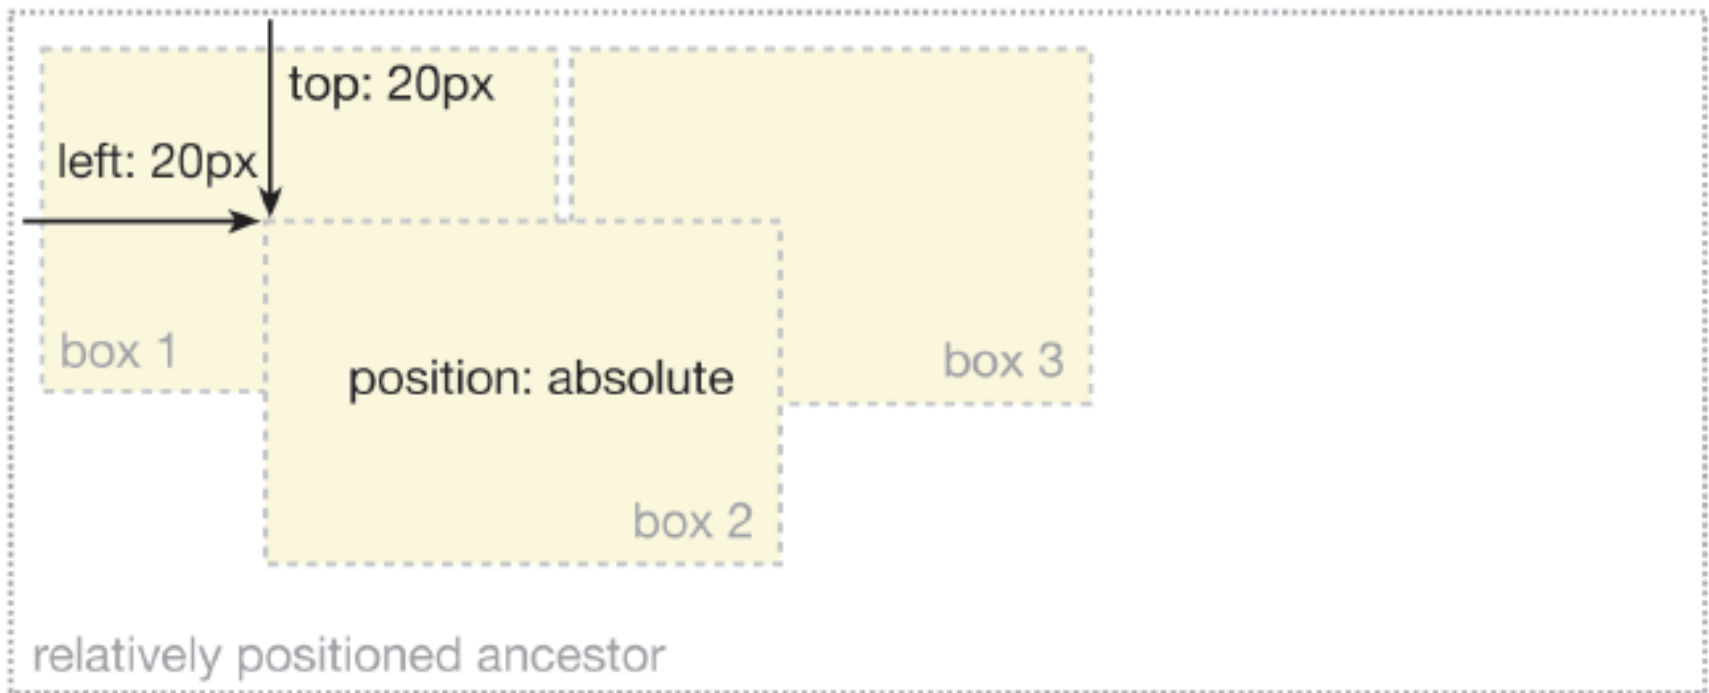 top: 20px
left: 20px
box 1
box 3
position: absolute
box 2
relatively positioned ancestor